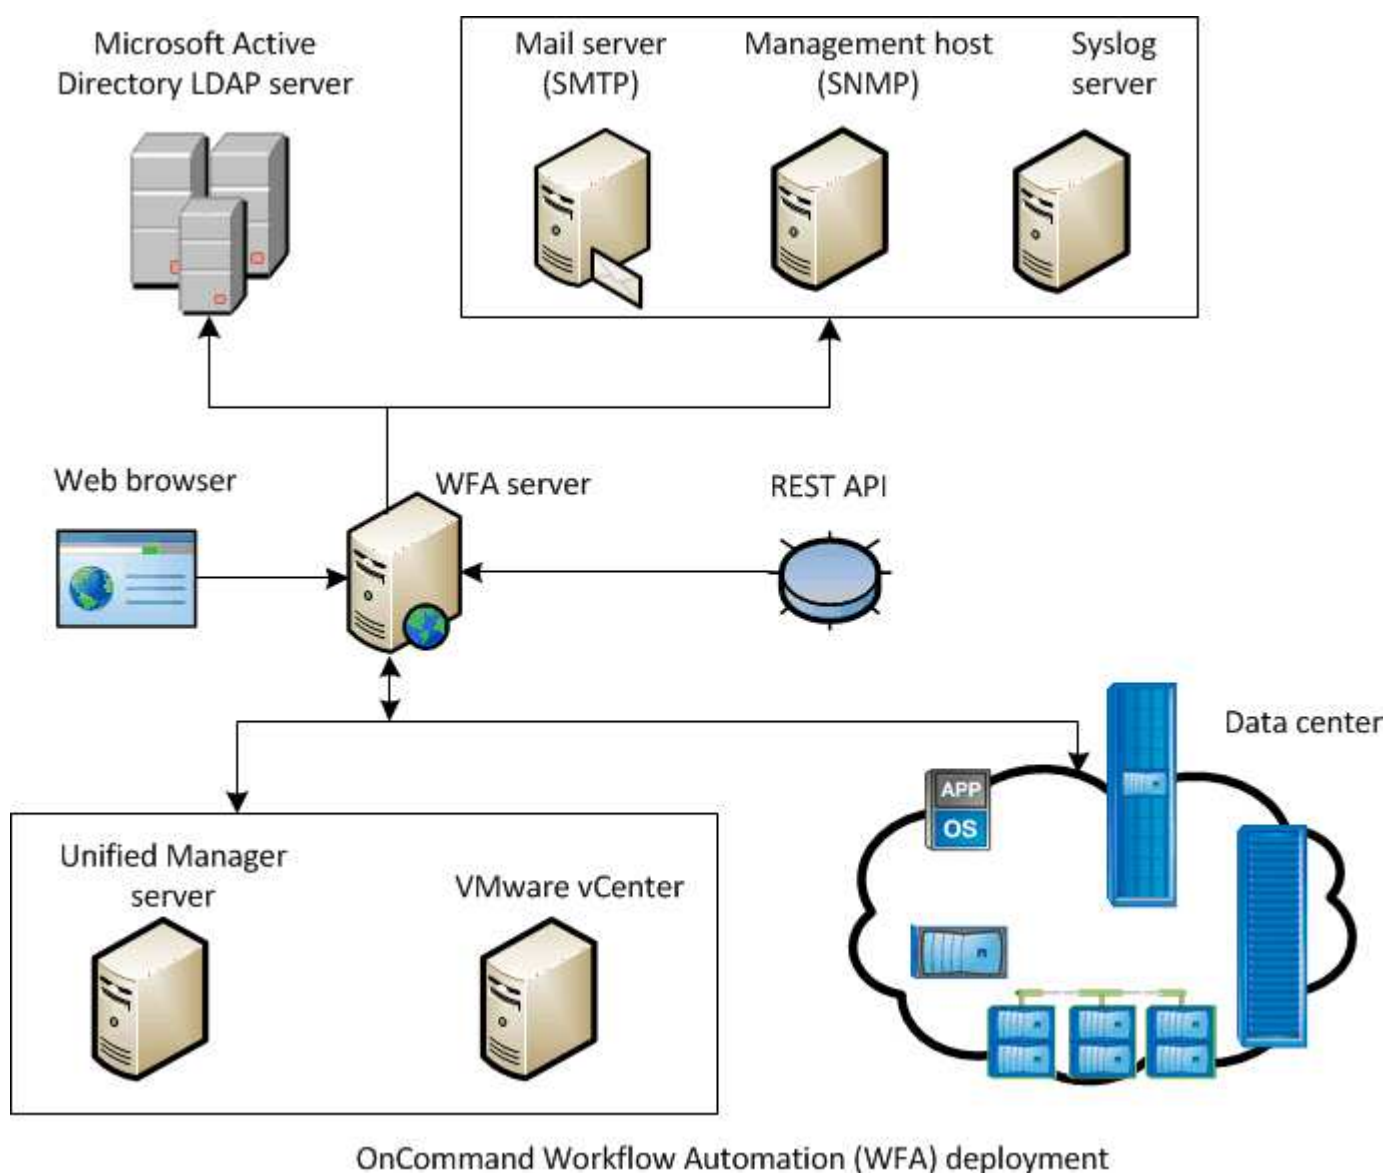 Microsoft Active
Directory LDAP server
Mail server
(SMTP)
Management host
(SNMP)
Syslog
server
Web browser
WFA server
REST API
Data center
APP
OS
Unified Manager
server
VMware vCenter
OnCommand Workflow Automation (WFA) deployment